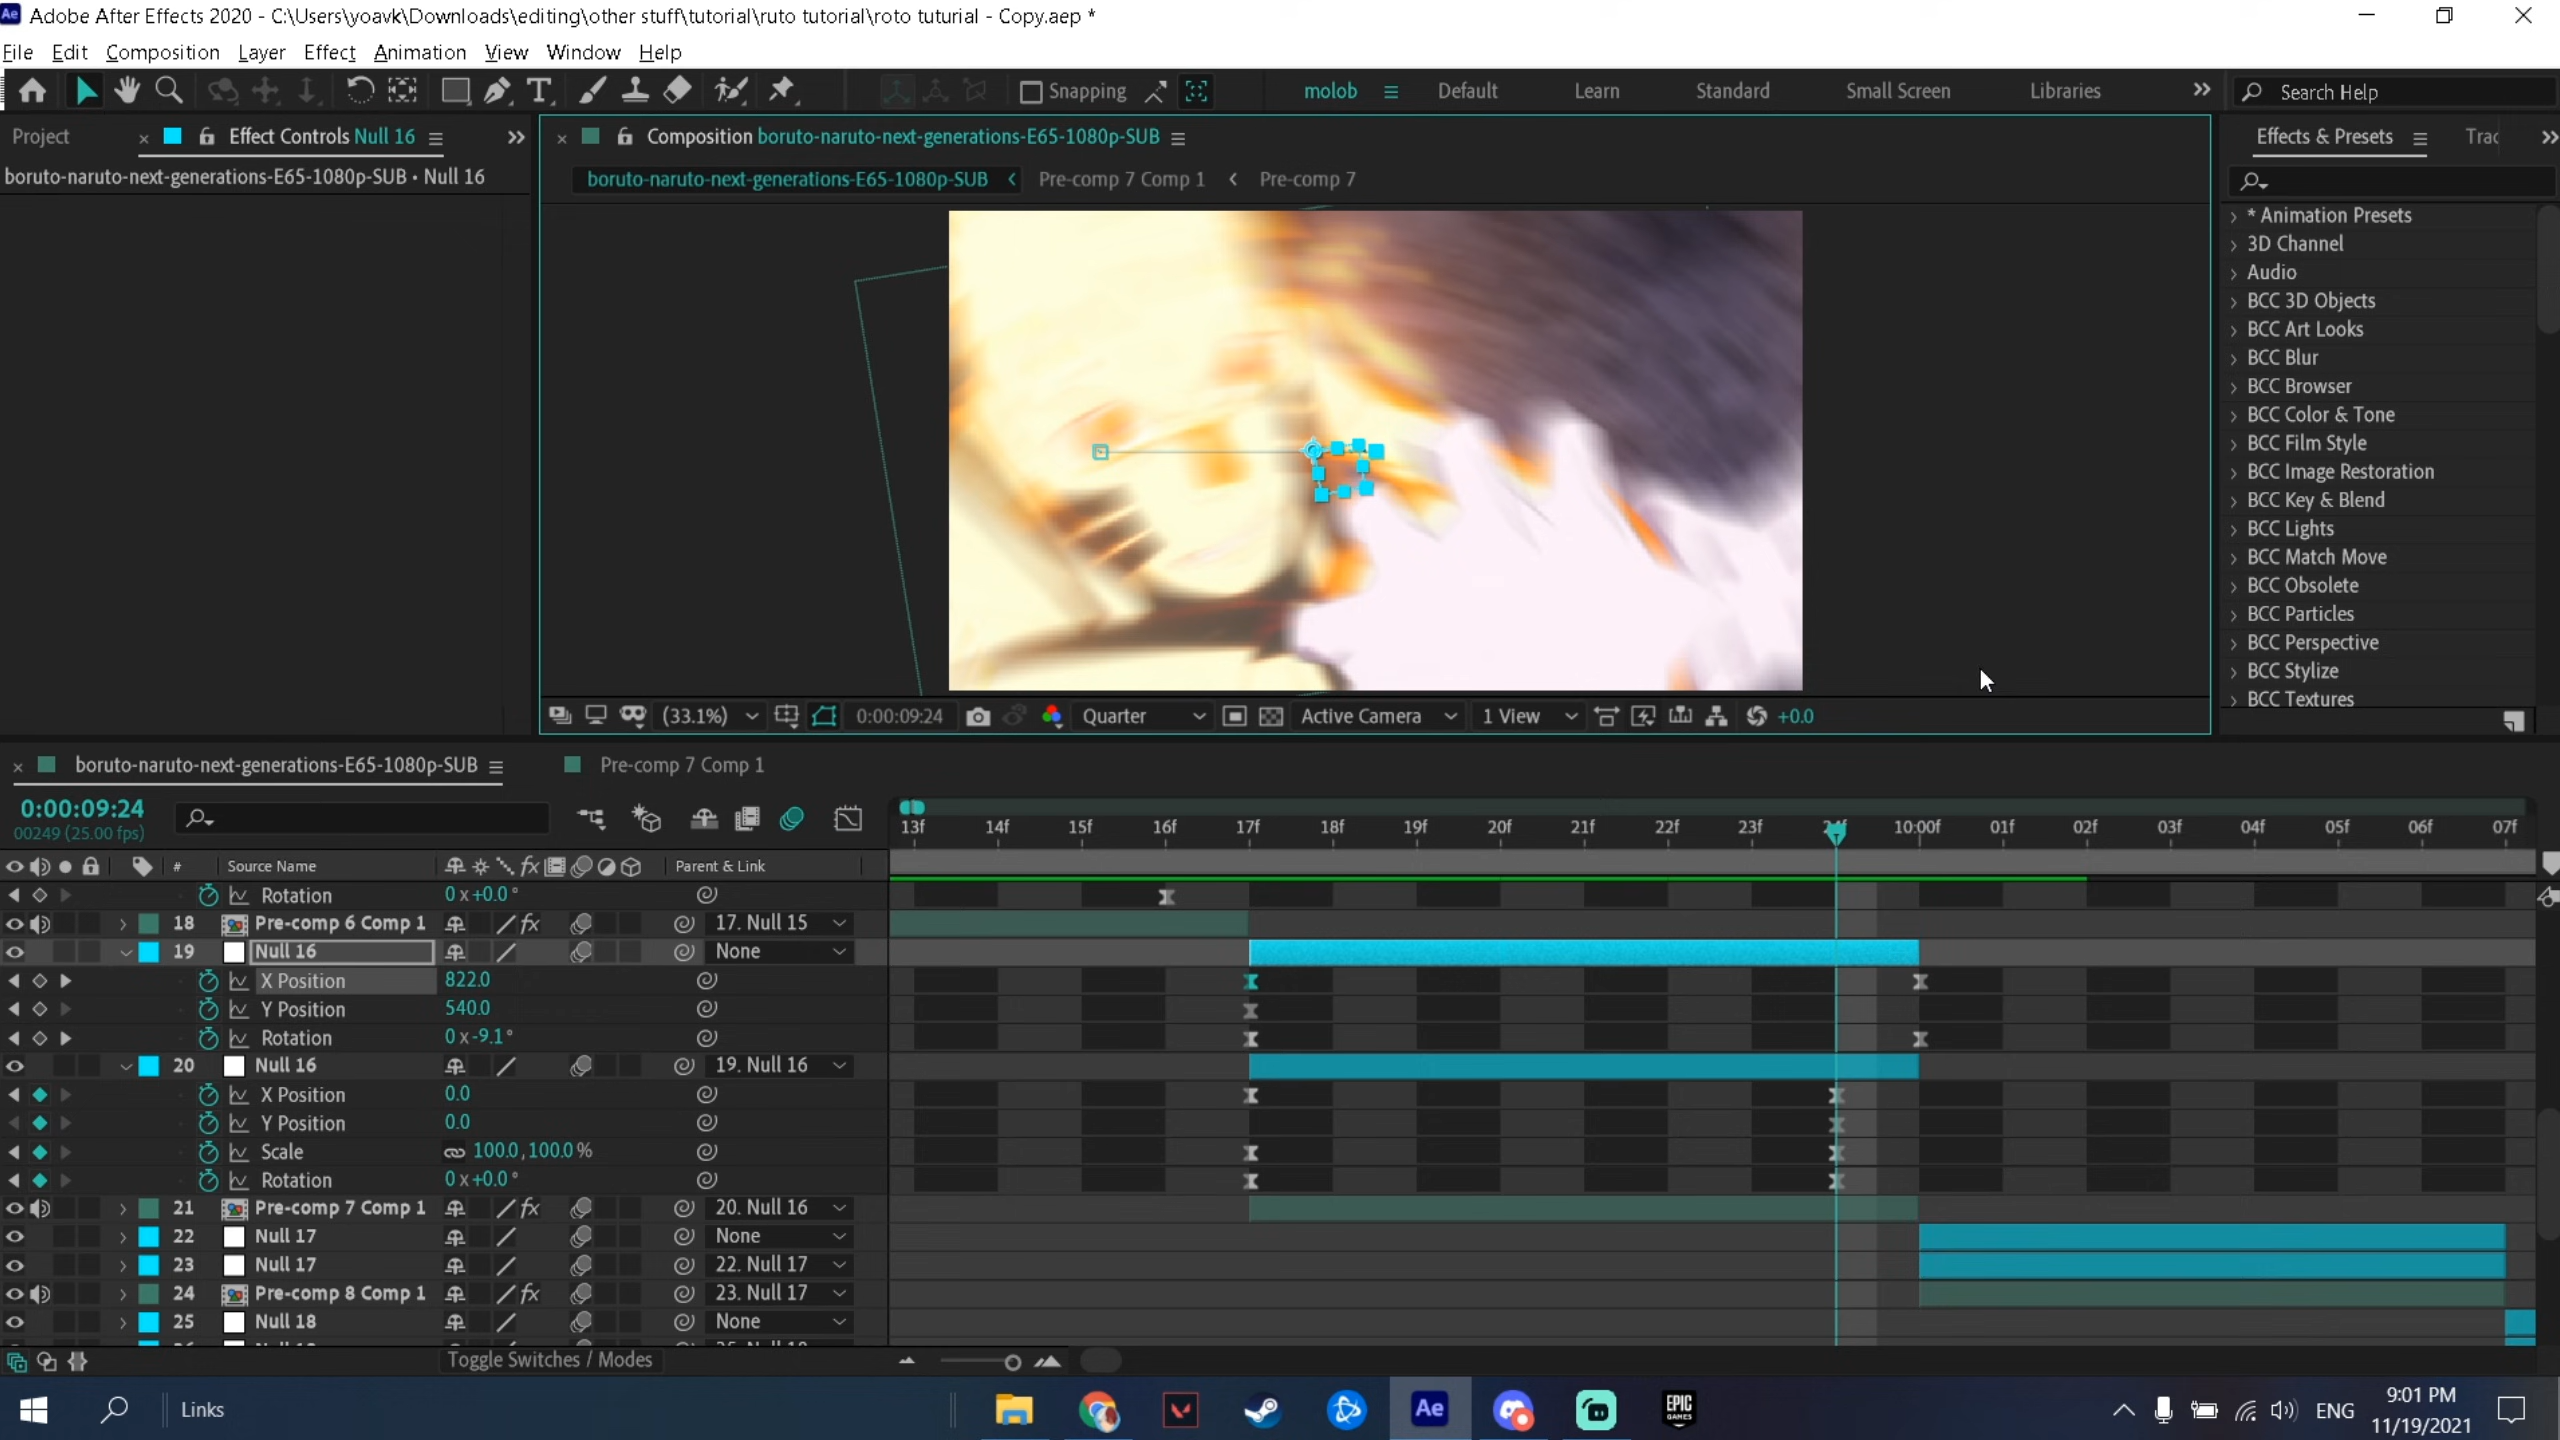 Adobe After Effects 2020 - C:\Users\yoavk\Downloads\editing\other stuff\tutorial\ruto tutorial\roto tuturial - Copy.aep *
File Edit Composition Layer Effect Animation View Window Help
Snapping molob Default Learn Standard Small Screen Libraries Search Help
Project Effect Controls Null 16 Composition boruto-naruto-next-generations-E65-1080p-SUB Effects & Presets
boruto-naruto-next-generations-E65-1080p-SUB • Null 16
boruto-naruto-next-generations-E65-1080p-SUB Pre-comp 7 Comp 1 Pre-comp 7
* Animation Presets
3D Channel
Audio
BCC 3D Objects
BCC Art Looks
BCC Blur
BCC Browser
BCC Color & Tone
BCC Film Style
BCC Image Restoration
BCC Key & Blend
BCC Lights
BCC Match Move
BCC Obsolete
BCC Particles
BCC Perspective
BCC Stylize
BCC Textures
(33.1%) 0:00:09:24 Quarter Active Camera 1 View +0.0
boruto-naruto-next-generations-E65-1080p-SUB Pre-comp 7 Comp 1
0:00:09:24
00249 (25.00 fps)
13f 14f 15f 16f 17f 18f 19f 20f 21f 22f 23f 24f 10:00f 01f 02f 03f 04f 05f 06f 07f
# Source Name fx Parent & Link
Rotation 0 x +0.0 °
18 Pre-comp 6 Comp 1 fx 17. Null 15
19 Null 16 None
X Position 822.0
Y Position 540.0
Rotation 0 x -9.1 °
20 Null 16 19. Null 16
X Position 0.0
Y Position 0.0
Scale 100.0, 100.0 %
Rotation 0 x +0.0 °
21 Pre-comp 7 Comp 1 fx 20. Null 16
22 Null 17 None
23 Null 17 22. Null 17
24 Pre-comp 8 Comp 1 fx 23. Null 17
25 Null 18 None
Toggle Switches / Modes
Links Ae EPIC GAMES ENG 9:01 PM
11/19/2021